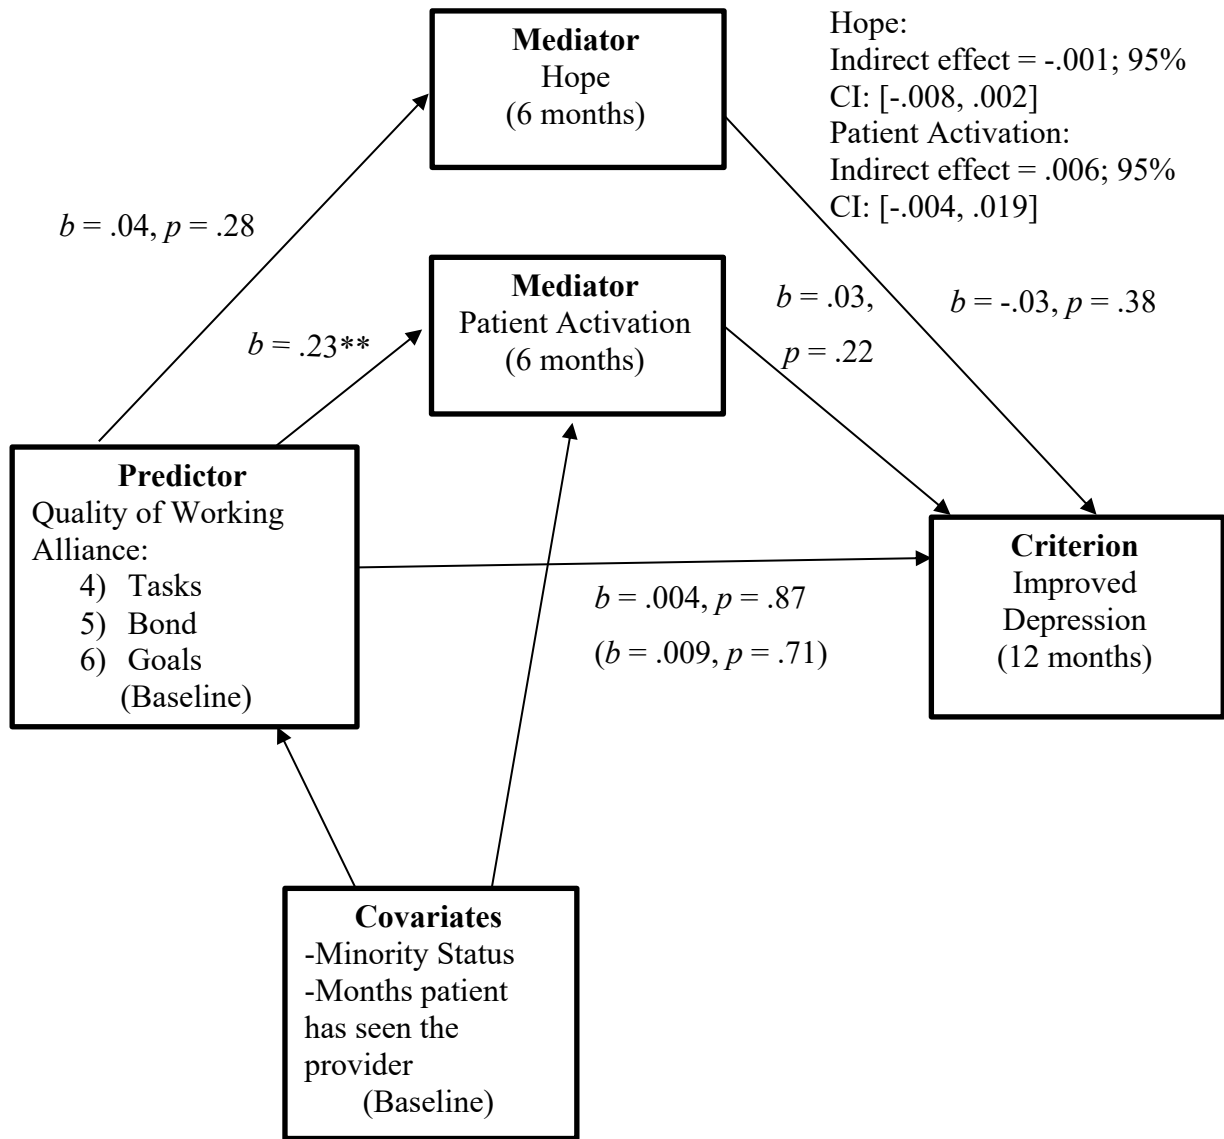 Mediator
Hope
(6 months)
Hope:
Indirect effect = -.001; 95%
CI: [-.008, .002]
Patient Activation:
Indirect effect = .006; 95%
CI: [-.004, .019]
b = .04, p = .28
Mediator
Patient Activation
(6 months)
b = .23**
b = .03,
p = .22
b = -.03, p = .38
Predictor
Quality of Working
Alliance:
4) Tasks
5) Bond
6) Goals
(Baseline)
b = .004, p = .87
(b = .009, p = .71)
Criterion
Improved
Depression
(12 months)
Covariates
-Minority Status
-Months patient
has seen the
provider
(Baseline)